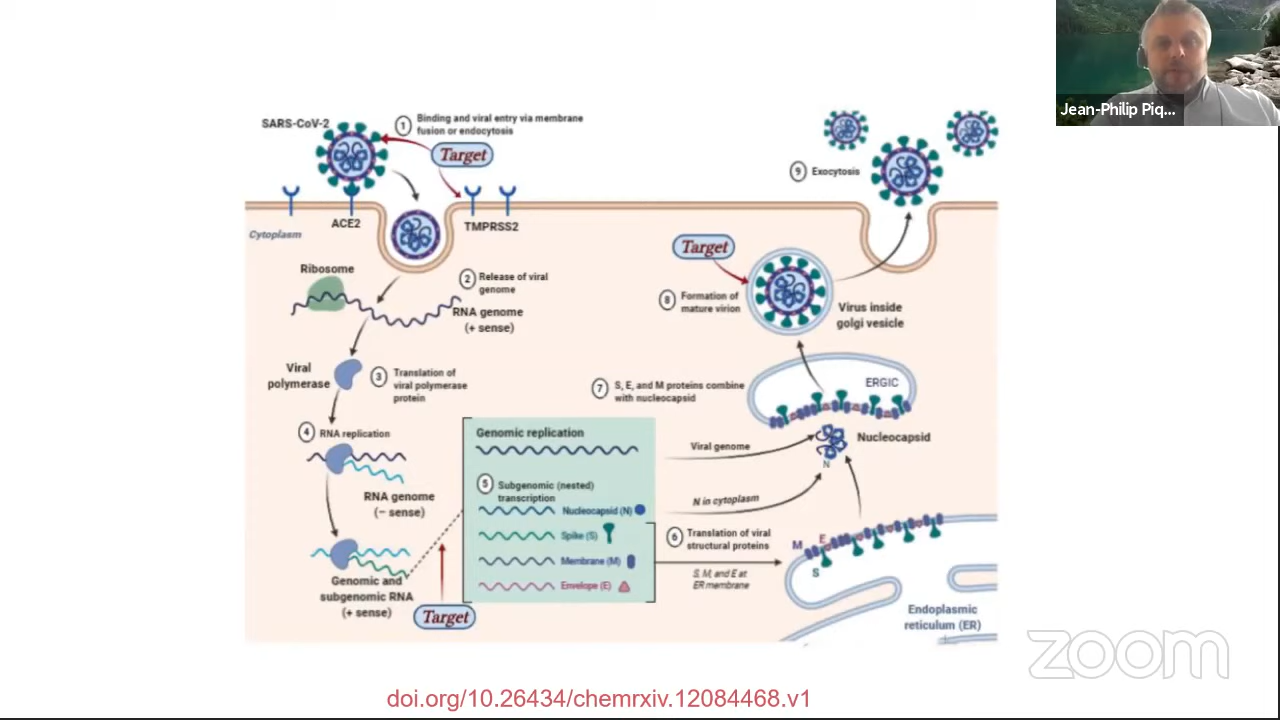 Jean-Philip Piq...
SARS-CoV-2
1
Binding and viral entry via membrane
fusion or endocytosis
Target
ACE2
TMPRSS2
Cytoplasm
Ribosome
2
Release of viral
genome
RNA genome
(+ sense)
Viral
polymerase
3
Translation of
viral polymerase
protein
4
RNA replication
RNA genome
(– sense)
Genomic and
subgenomic RNA
(+ sense)
Target
Genomic replication
5
Subgenomic (nested)
transcription
Nucleocapsid (N)
Spike (S)
Membrane (M)
Envelope (E)
6
Translation of viral
structural proteins
S, M, and E at
ER membrane
Viral genome
N in cytoplasm
7
S, E, and M proteins combine
with nucleocapsid
ERGIC
Nucleocapsid
N
M
E
S
Endoplasmic
reticulum (ER)
Target
8
Formation of
mature virion
Virus inside
golgi vesicle
9
Exocytosis
zoom
doi.org/10.26434/chemrxiv.12084468.v1